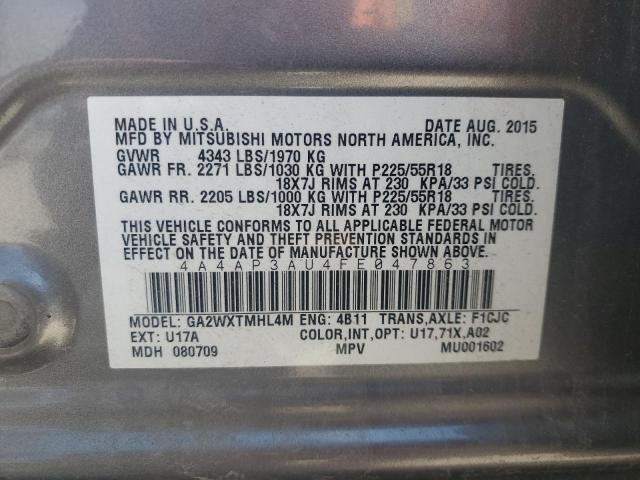 MADE IN U.S.A. DATE AUG. 2015
MFD BY MITSUBISHI MOTORS NORTH AMERICA, INC.
GVWR 4343 LBS/1970 KG
GAWR FR. 2271 LBS/1030 KG WITH P225/55R18 TIRES,
18X7J RIMS AT 230 KPA/33 PSI COLD.
GAWR RR. 2205 LBS/1000 KG WITH P225/55R18 TIRES,
18X7J RIMS AT 230 KPA/33 PSI COLD.
THIS VEHICLE CONFORMS TO ALL APPLICABLE FEDERAL MOTOR
VEHICLE SAFETY AND THEFT PREVENTION STANDARDS IN
EFFECT ON THE DATE OF MANUFACTURE SHOWN ABOVE.
4A4AP3AU4FE047863
MODEL: GA2WXTMHL4M ENG: 4B11 TRANS,AXLE: F1CJC
EXT: U17A COLOR,INT,OPT: U17,71X,A02
MDH 080709 MPV MU001602